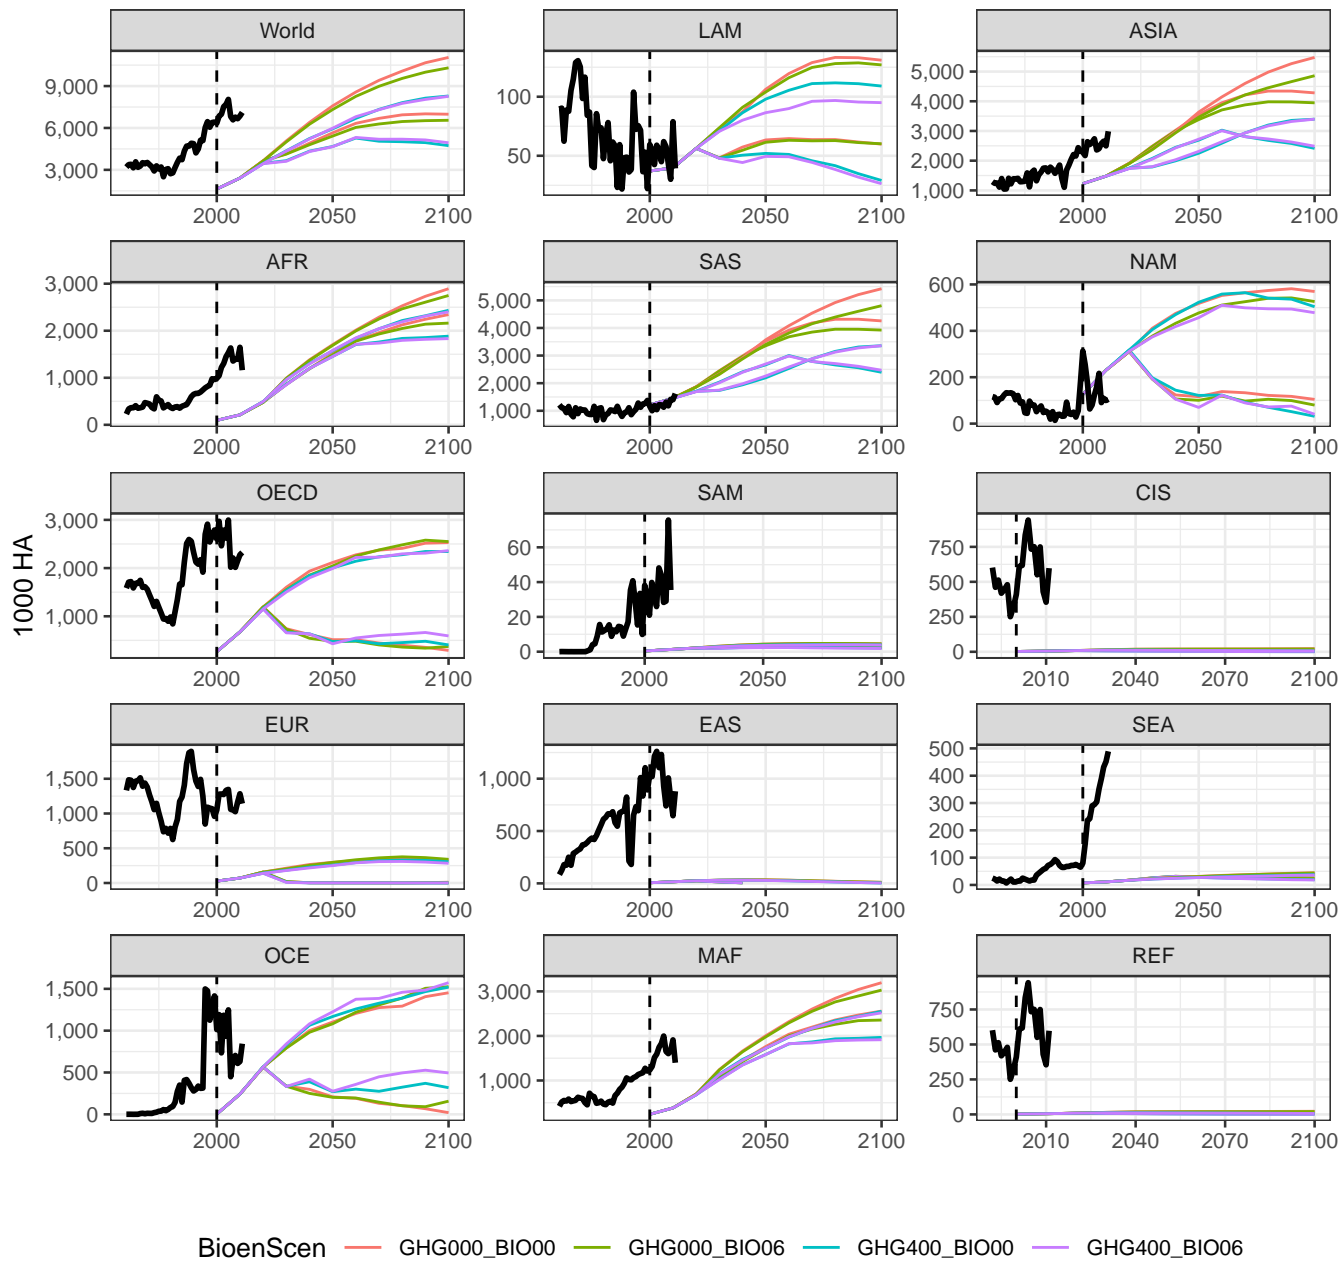 World
LAM
ASIA
9,000
6,000
3,000
100
50
5,000
4,000
3,000
2,000
1,000
2000 2050 2100
2000 2050 2100
2000 2050 2100
AFR
SAS
NAM
3,000
2,000
1,000
0
5,000
4,000
3,000
2,000
1,000
600
400
200
0
2000 2050 2100
2000 2050 2100
2000 2050 2100
1000 HA
OECD
SAM
CIS
3,000
2,000
1,000
60
40
20
0
750
500
250
0
2000 2050 2100
2000 2050 2100
2010 2040 2070 2100
EUR
EAS
SEA
1,500
1,000
500
0
1,000
500
0
500
400
300
200
100
0
2000 2050 2100
2000 2050 2100
2000 2050 2100
OCE
MAF
REF
1,500
1,000
500
0
3,000
2,000
1,000
750
500
250
0
2000 2050 2100
2000 2050 2100
2010 2040 2070 2100
BioenScen GHG000_BIO00 GHG000_BIO06 GHG400_BIO00 GHG400_BIO06